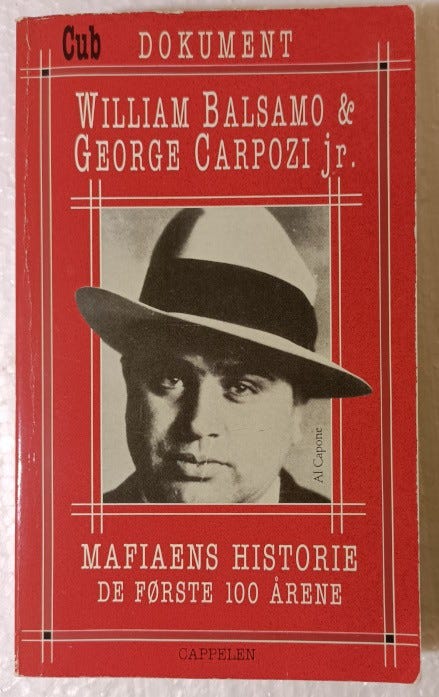 Cub DOKUMENT
WILLIAM BALSAMO &
GEORGE CARPOZI jr.
Al Capone
MAFIAENS HISTORIE
DE FØRSTE 100 ÅRENE
CAPPELEN